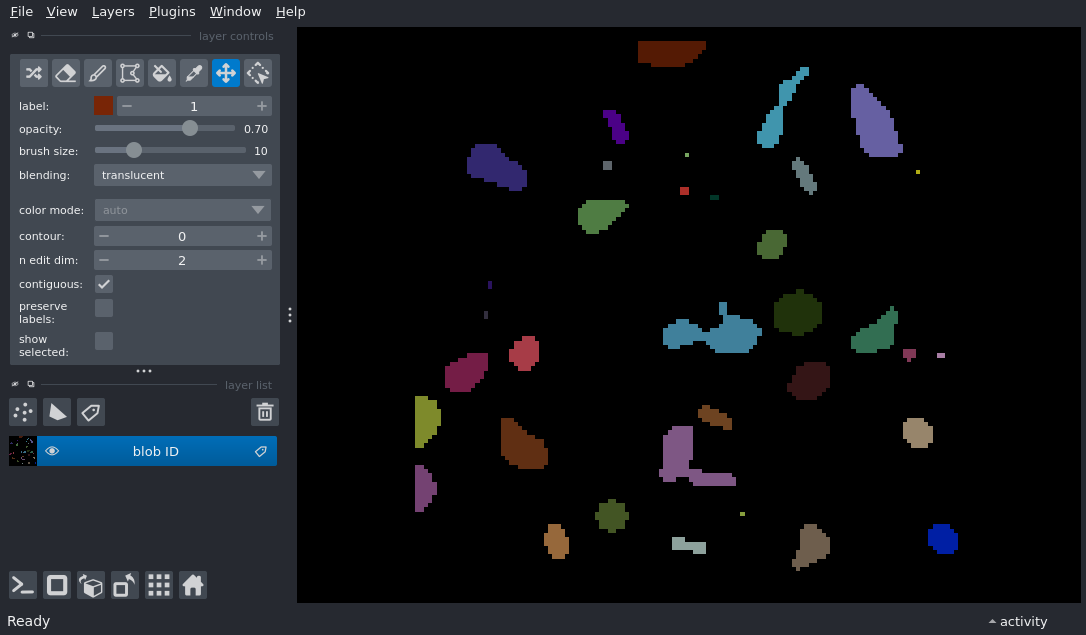 File View Layers Plugins Window Help
layer controls
label: 1
opacity: 0.70
brush size: 10
blending: translucent
color mode: auto
contour: 0
n edit dim: 2
contiguous:
preserve
labels:
show
selected:
layer list
blob ID
Ready activity